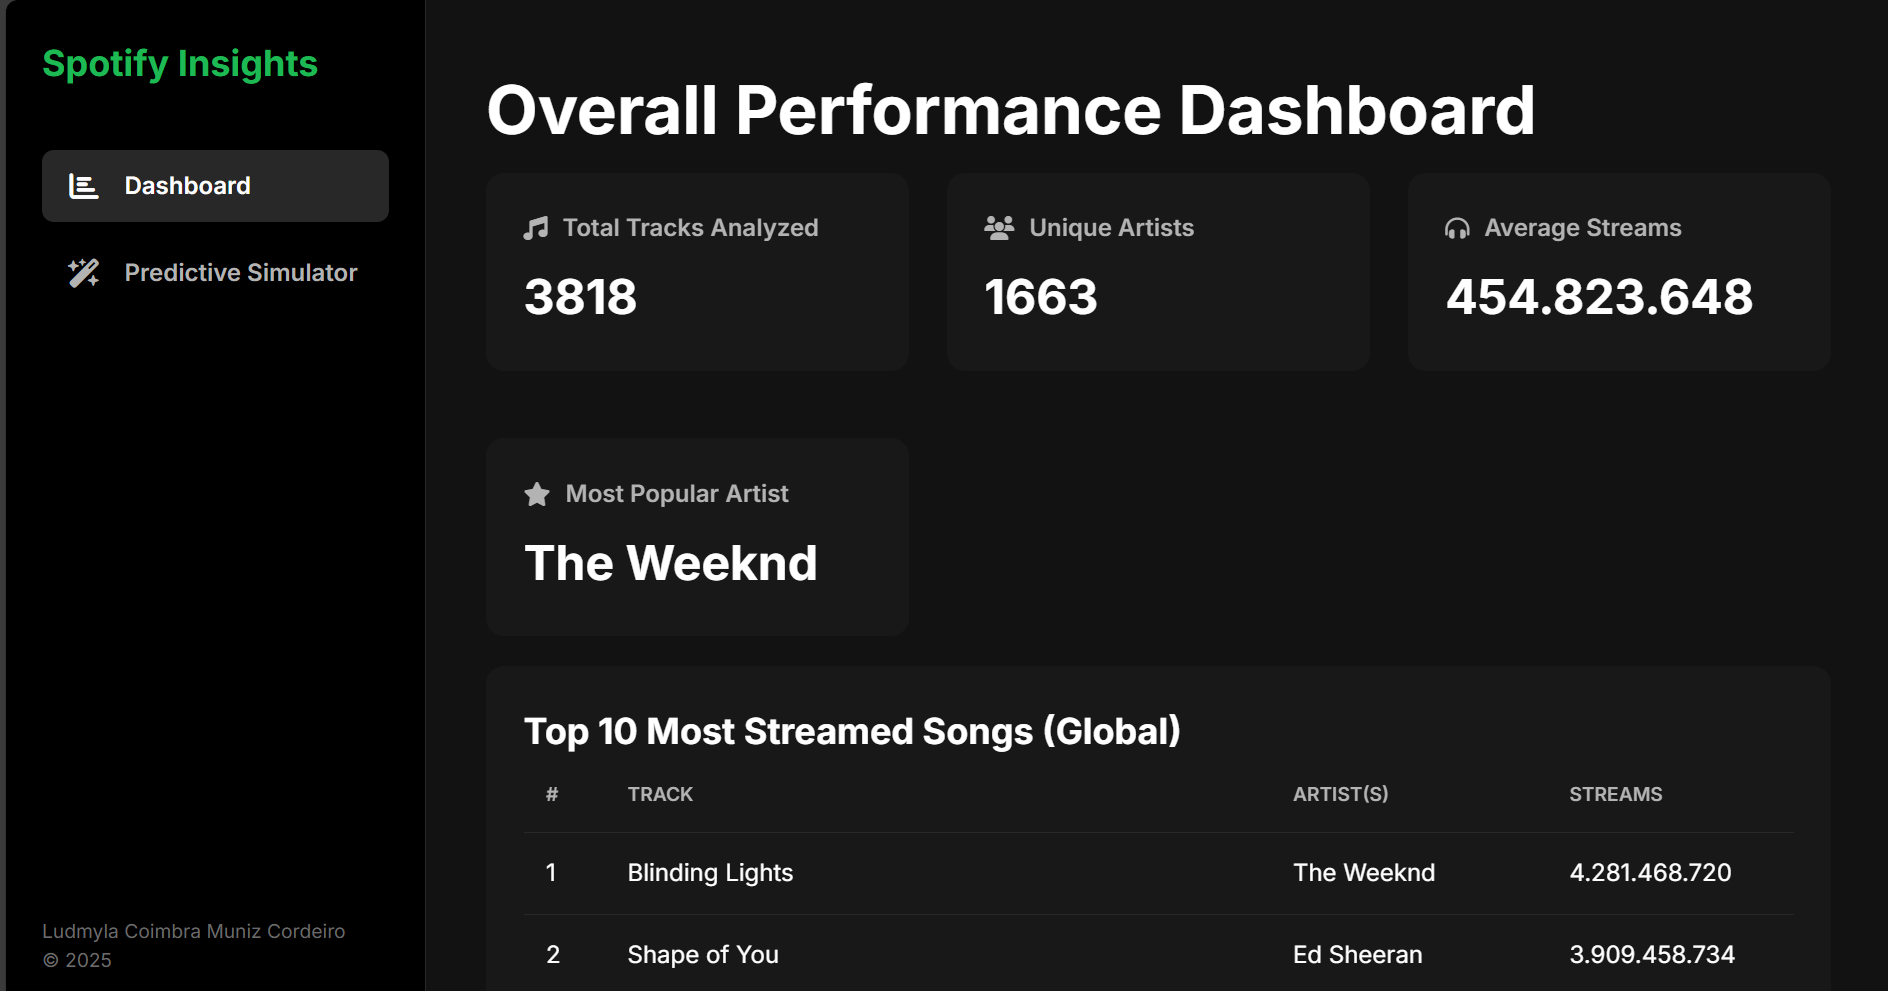 Spotify Insights
Dashboard
Predictive Simulator
Ludmyla Coimbra Muniz Cordeiro
© 2025
Overall Performance Dashboard
Total Tracks Analyzed
3818
Unique Artists
1663
Average Streams
454.823.648
Most Popular Artist
The Weeknd
Top 10 Most Streamed Songs (Global)
# TRACK ARTIST(S) STREAMS
1 Blinding Lights The Weeknd 4.281.468.720
2 Shape of You Ed Sheeran 3.909.458.734